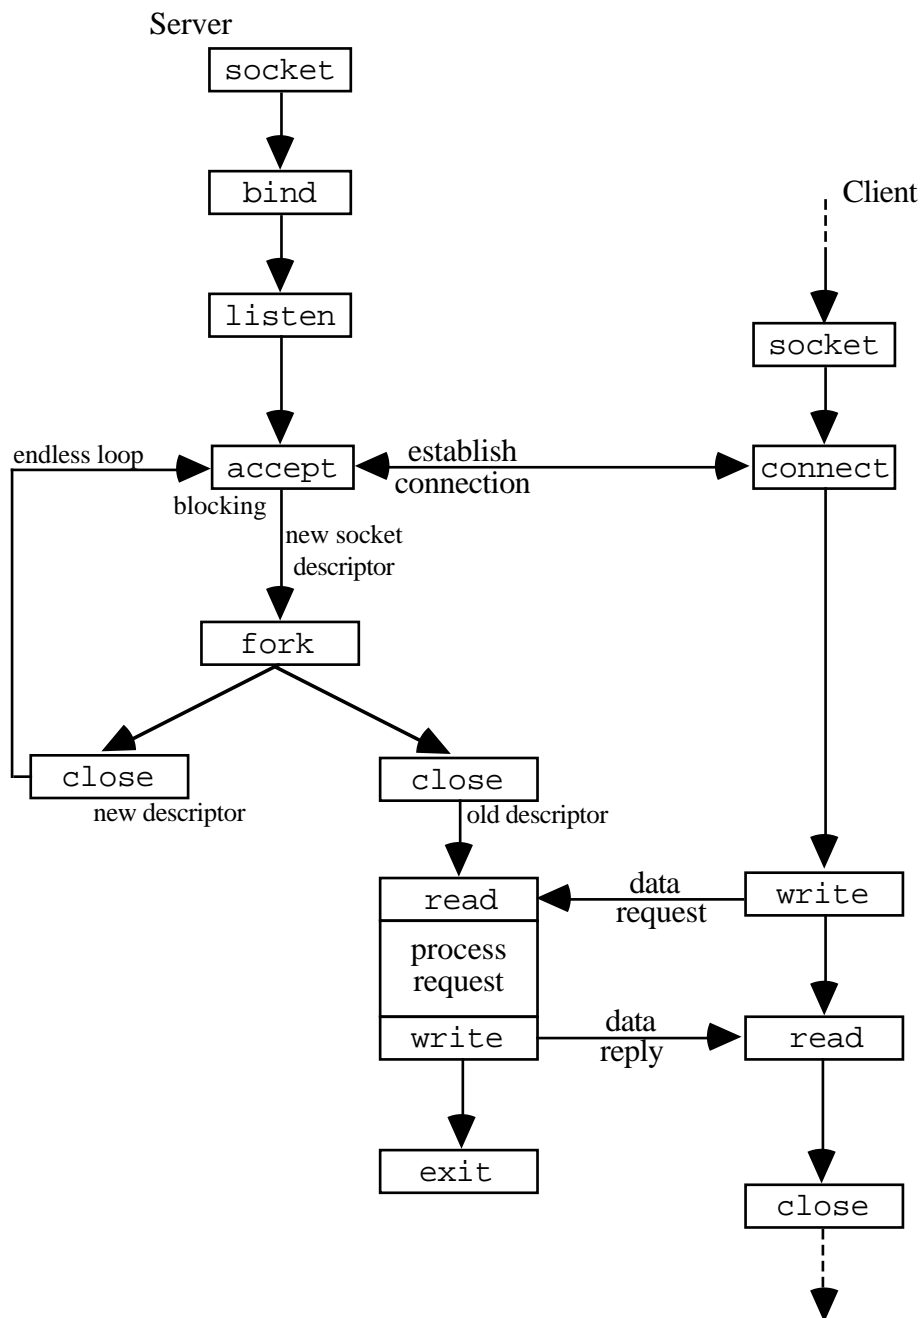 Server
socket
bind
Client
listen
socket
endless loop
accept
establish
connection
connect
blocking
new socket
descriptor
fork
close
new descriptor
close
old descriptor
read
data
request
write
process
request
write
data
reply
read
exit
close